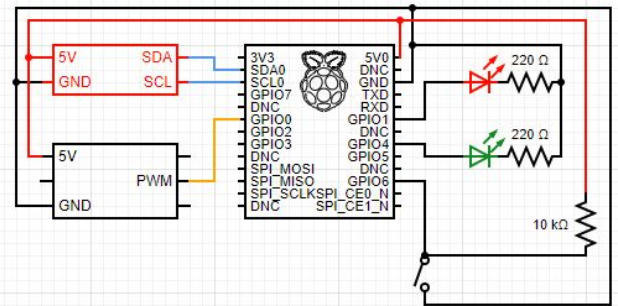 5V SDA
GND SCL
5V
PWM
GND
3V3 5V0
SDA0 DNC
SCL0 GND
GPIO7 TXD
DNC RXD
GPIO0 GPIO1
GPIO2 DNC
GPIO3 GPIO4
DNC GPIO5
SPI_MOSI DNC
SPI_MISO GPIO6
SPI_SCLK SPI_CE0_N
DNC SPI_CE1_N
220 Ω
220 Ω
10 kΩ